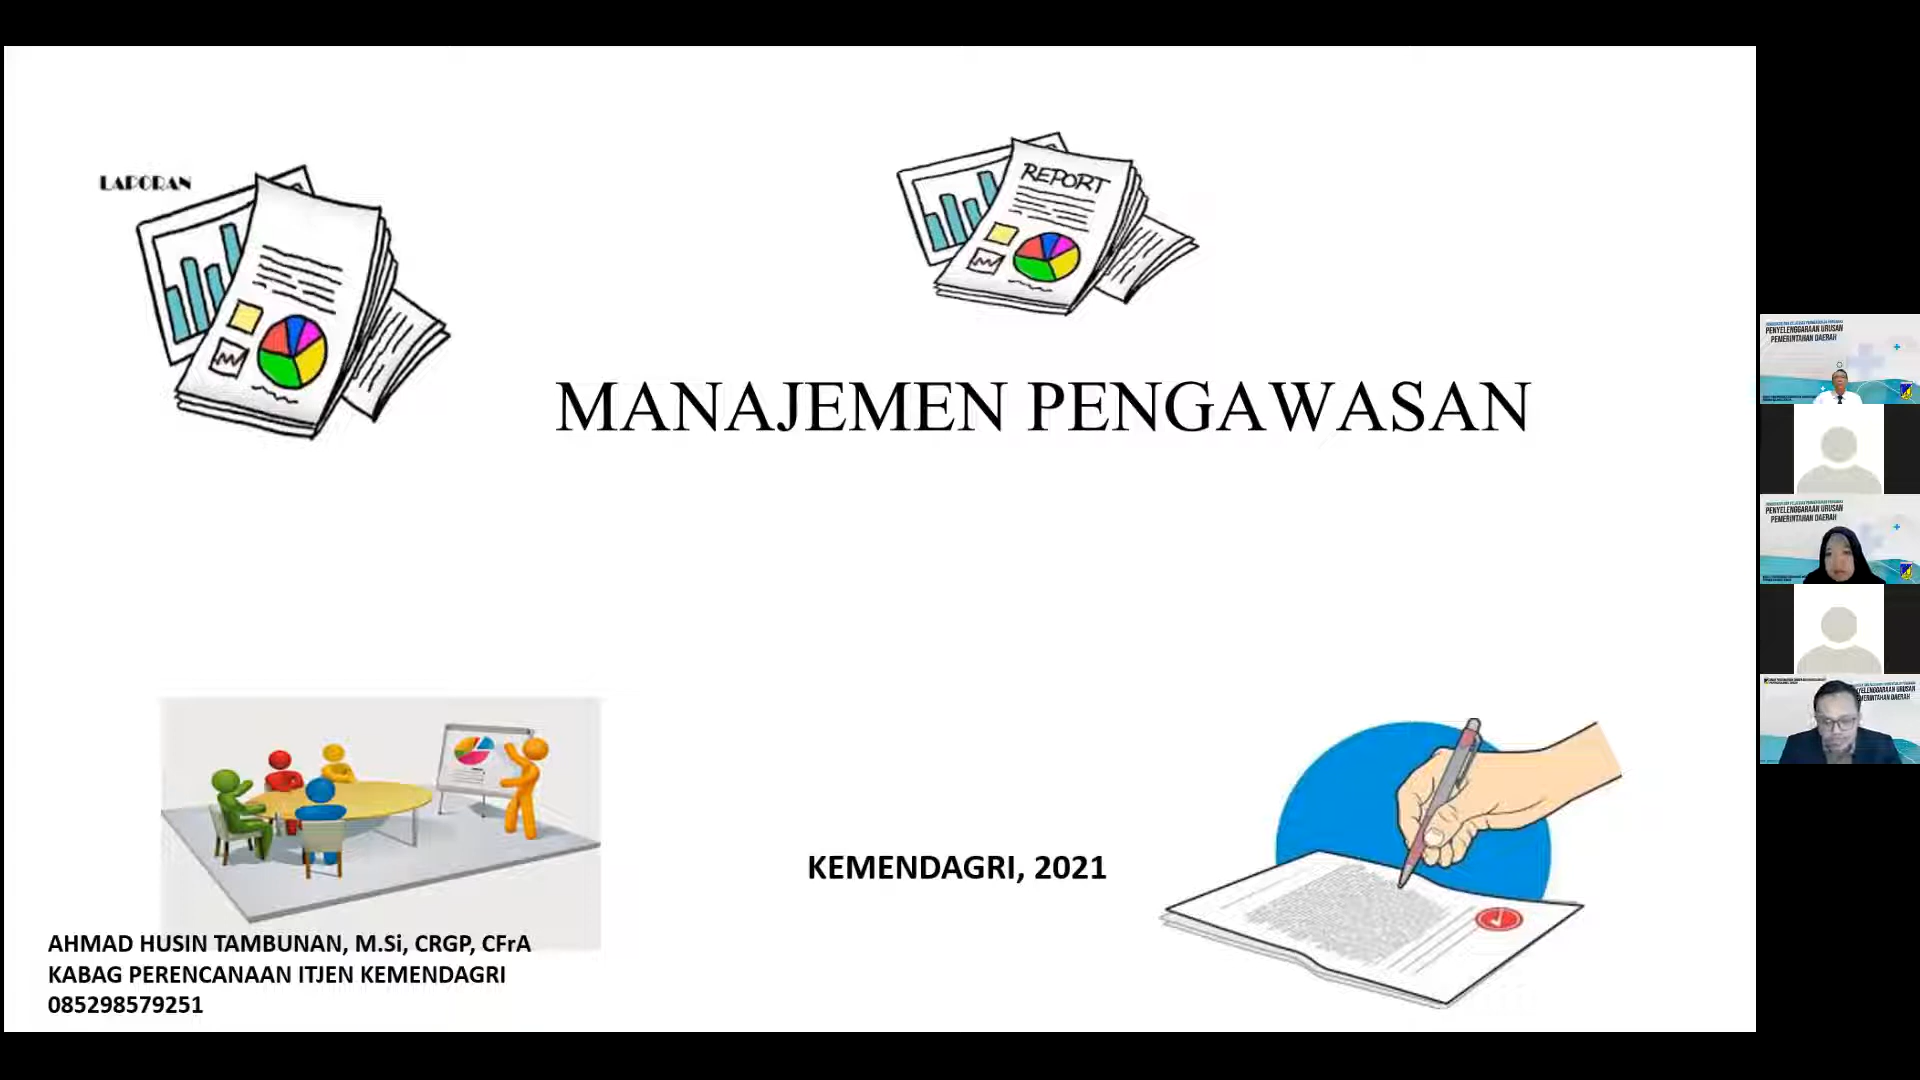 LAPORAN
REPORT
MANAJEMEN PENGAWASAN
KEMENDAGRI, 2021
AHMAD HUSIN TAMBUNAN, M.Si, CRGP, CFrA
KABAG PERENCANAAN ITJEN KEMENDAGRI
085298579251
PENYELENGGARAAN URUSAN
PEMERINTAHAN DAERAH
PENYELENGGARAAN URUSAN
PEMERINTAHAN DAERAH